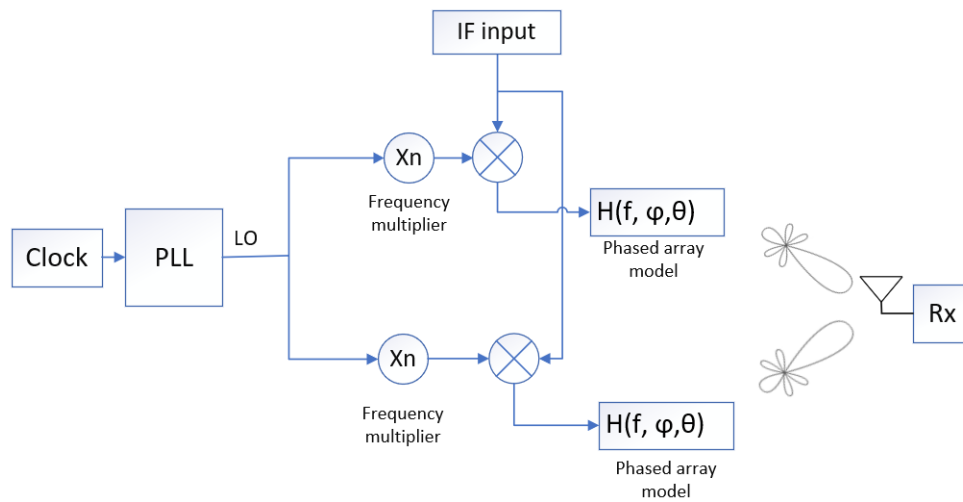 IF input
Xn
Frequency
multiplier
H(f, φ,θ)
Phased array
model
Clock
PLL
LO
Rx
Xn
Frequency
multiplier
H(f, φ,θ)
Phased array
model